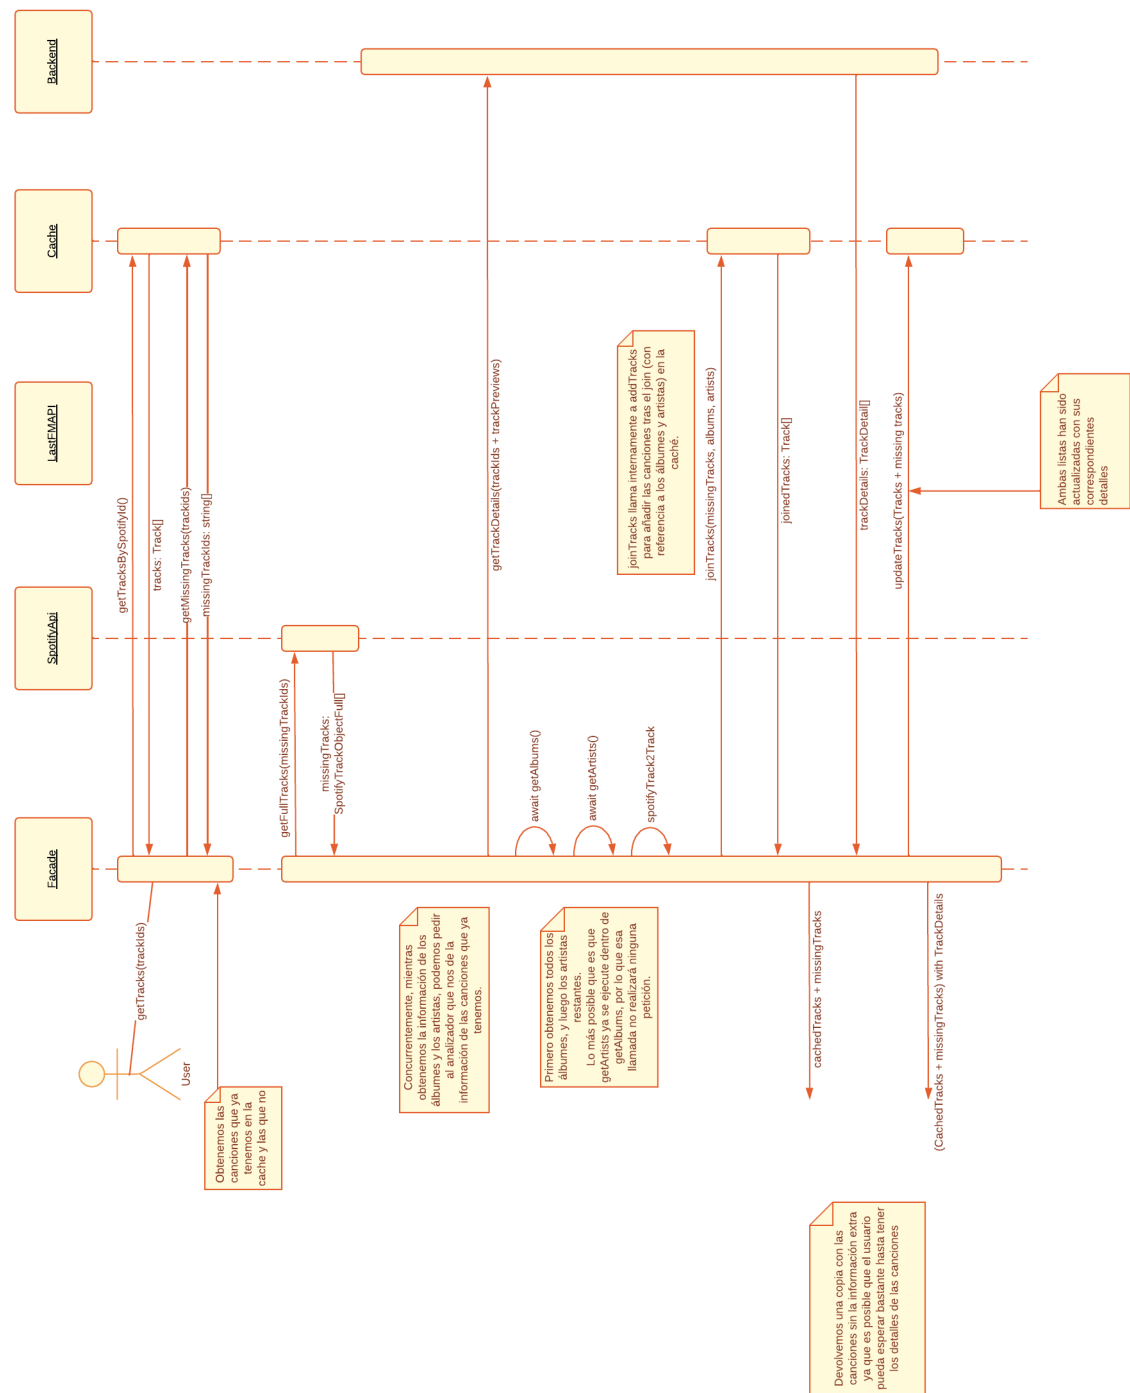 Backend
Cache
LastFMAPI
SpotifyApi
Facade
User
getTracks(trackIds)
getTracksBySpotifyId()
tracks: Track[]
getMissingTracks(trackIds)
missingTrackIds: string[]
Obtenemos las
canciones que ya
tenemos en la
cache y las que no
getFullTracks(missingTrackIds)
missingTracks:
SpotifyTrackObjectFull[]
getTrackDetails(trackIds + trackPreviews)
Concurrentemente, mientras
obtenemos la información de los
álbumes y los artistas, podemos pedir
al analizador que nos de la
información de las canciones que ya
tenemos.
await getAlbums()
await getArtists()
spotifyTrack2Track
Primero obtenemos todos los
álbumes, y luego los artistas
restantes.
Lo más posible que es que
getArtists ya se ejecute dentro de
getAlbums, por lo que esa
llamada no realizará ninguna
petición.
joinTracks llama internamente a addTracks
para añadir las canciones tras el join (con
referencia a los álbumes y artistas) en la
caché.
joinTracks(missingTracks, albums, artists)
joinedTracks: Track[]
cachedTracks + missingTracks
trackDetails: TrackDetail[]
updateTracks(Tracks + missing tracks)
(CachedTracks + missingTracks) with TrackDetails
Ambas listas han sido
actualizadas con sus
correspondientes
detalles
Devolvemos una copia con las
canciones sin la información extra
ya que es posible que el usuario
pueda esperar bastante hasta tener
los detalles de las canciones